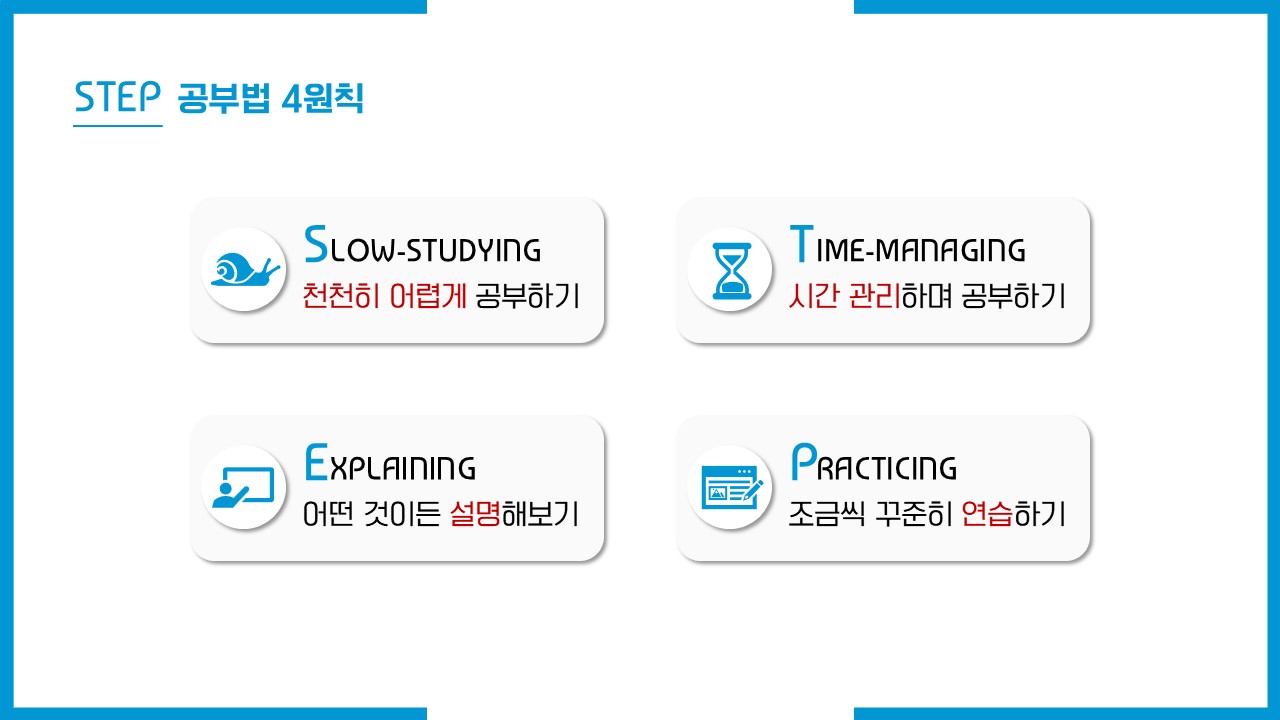 STEP 공부법 4원칙
SLOW-STUDYING
천천히 어렵게 공부하기
TIME-MANAGING
시간 관리하며 공부하기
EXPLAINING
어떤 것이든 설명해보기
PRACTICING
조금씩 꾸준히 연습하기